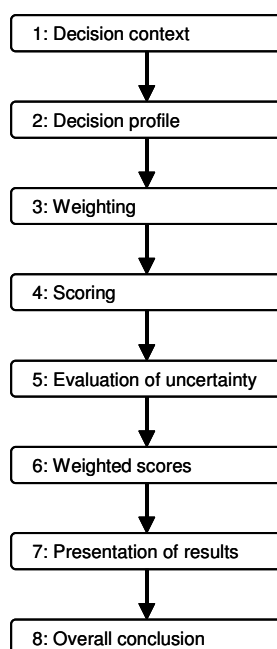 1: Decision context
2: Decision profile
3: Weighting
4: Scoring
5: Evaluation of uncertainty
6: Weighted scores
7: Presentation of results
8: Overall conclusion